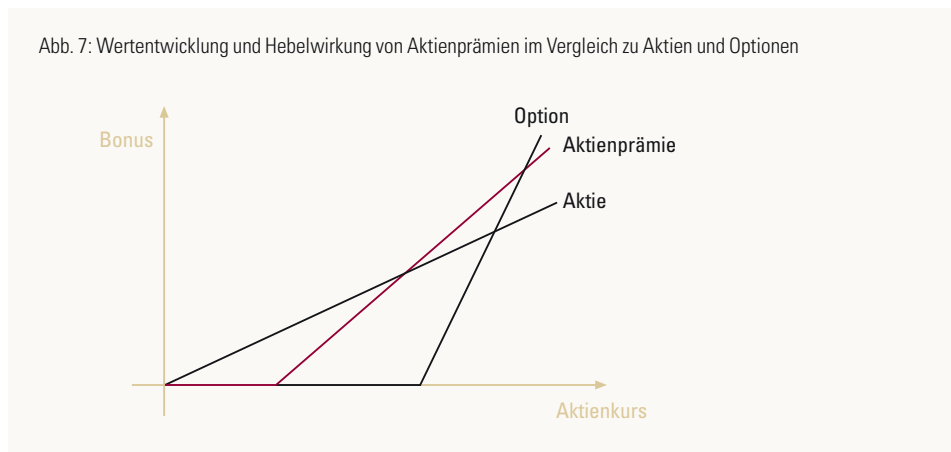 Abb. 7: Wertentwicklung und Hebelwirkung von Aktienprämien im Vergleich zu Aktien und Optionen
Option
Bonus
Aktienprämie
Aktie
Aktienkurs